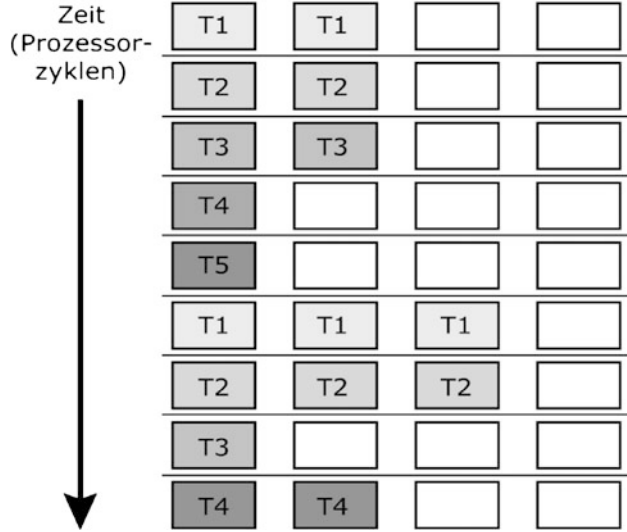 Zeit
(Prozessor-
zyklen)
T1 T1
T2 T2
T3 T3
T4
T5
T1 T1 T1
T2 T2 T2
T3
T4 T4